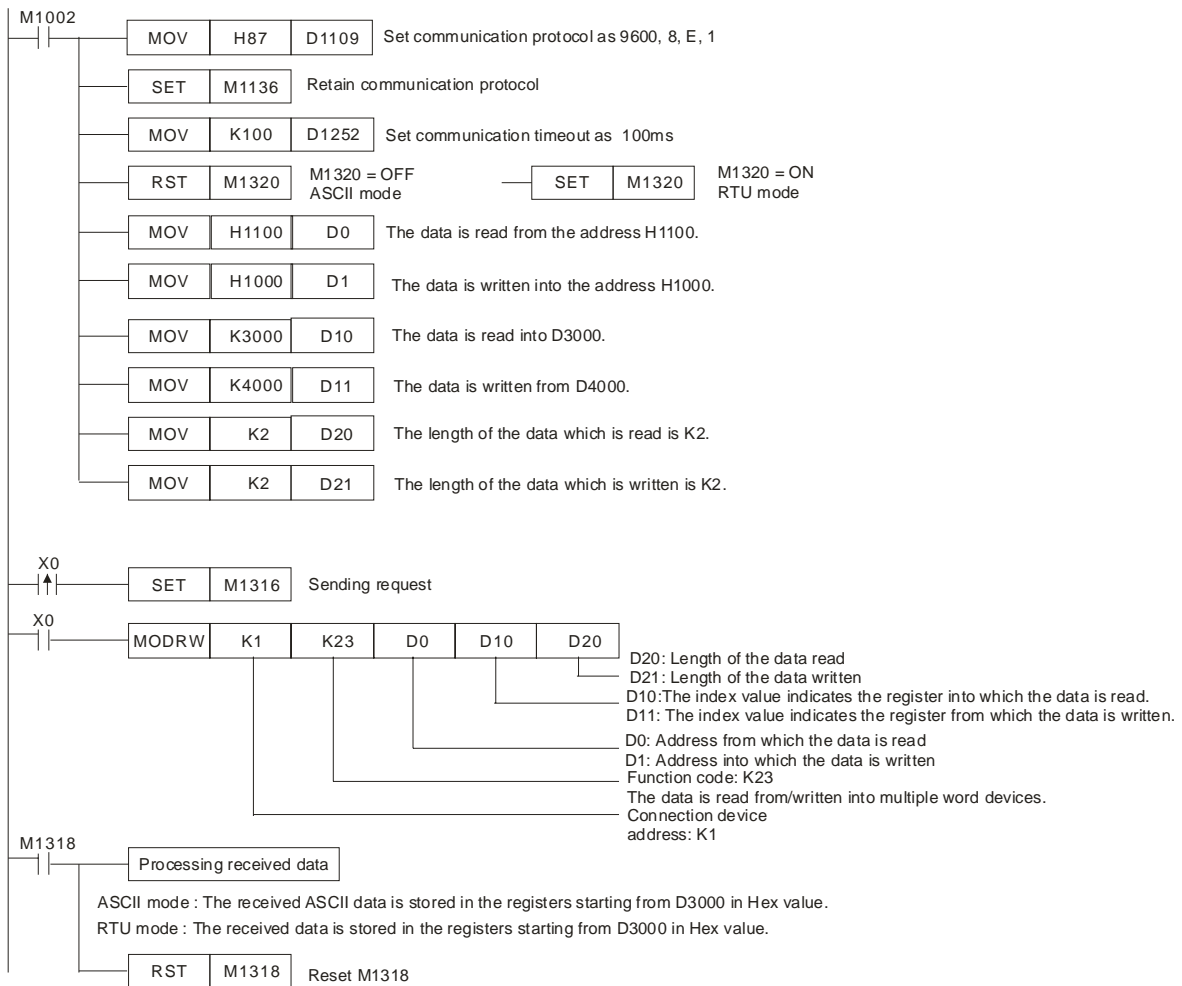 M1002
MOV H87 D1109 Set communication protocol as 9600, 8, E, 1
SET M1136 Retain communication protocol
MOV K100 D1252 Set communication timeout as 100ms
RST M1320 M1320 = OFF
ASCII mode
SET M1320 M1320 = ON
RTU mode
MOV H1100 D0 The data is read from the address H1100.
MOV H1000 D1 The data is written into the address H1000.
MOV K3000 D10 The data is read into D3000.
MOV K4000 D11 The data is written from D4000.
MOV K2 D20 The length of the data which is read is K2.
MOV K2 D21 The length of the data which is written is K2.
X0
SET M1316 Sending request
X0
MODRW K1 K23 D0 D10 D20
D20: Length of the data read
D21: Length of the data written
D10:The index value indicates the register into which the data is read.
D11: The index value indicates the register from which the data is written.
D0: Address from which the data is read
D1: Address into which the data is written
Function code: K23
The data is read from/written into multiple word devices.
Connection device
address: K1
M1318
Processing received data
ASCII mode : The received ASCII data is stored in the registers starting from D3000 in Hex value.
RTU mode : The received data is stored in the registers starting from D3000 in Hex value.
RST M1318 Reset M1318